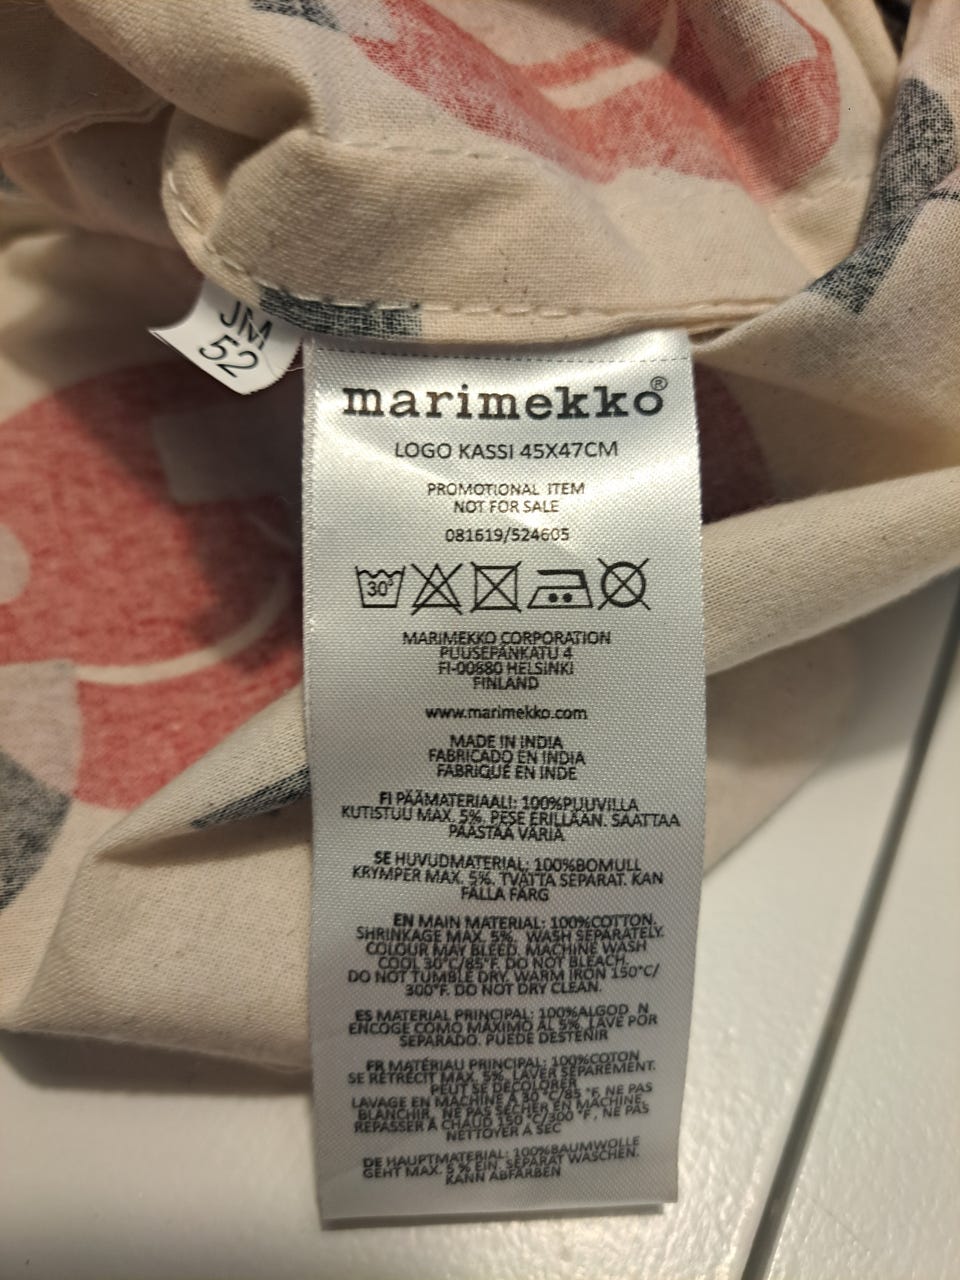 JM
52
marimekko®
LOGO KASSI 45X47CM
PROMOTIONAL ITEM
NOT FOR SALE
081619/524605
30°
MARIMEKKO CORPORATION
PUUSEPÄNKATU 4
FI-00880 HELSINKI
FINLAND
www.marimekko.com
MADE IN INDIA
FABRICADO EN INDIA
FABRIQUÉ EN INDE
FI PÄÄMATERIAALI: 100%PUUVILLA
KUTISTUU MAX. 5%. PESE ERILLÄÄN. SAATTAA
PÄÄSTÄÄ VÄRIÄ
SE HUVUDMATERIAL: 100%BOMULL
KRYMPER MAX. 5%. TVÄTTA SEPARAT. KAN
FÄLLA FÄRG
EN MAIN MATERIAL: 100%COTTON.
SHRINKAGE MAX. 5%. WASH SEPARATELY.
COLOUR MAY BLEED. MACHINE WASH
COOL 30°C/85°F. DO NOT BLEACH.
DO NOT TUMBLE DRY. WARM IRON 150°C/
300°F. DO NOT DRY CLEAN.
ES MATERIAL PRINCIPAL: 100%ALGOD N
ENCOGE COMO MÁXIMO AL 5%. LAVE POR
SEPARADO. PUEDE DESTENIR
FR MATÉRIAU PRINCIPAL: 100%COTON
SE RÉTRÉCIT MAX. 5%. LAVER SÉPARÉMENT.
PEUT SE DÉCOLORER
LAVAGE EN MACHINE À 30 °C/85 °F. NE PAS
BLANCHIR. NE PAS SÉCHER EN MACHINE.
REPASSER À CHAUD 150 °C/300 °F. NE PAS
NETTOYER À SEC
DE HAUPTMATERIAL: 100%BAUMWOLLE
GEHT MAX. 5 % EIN. SEPARAT WASCHEN.
KANN ABFÄRBEN